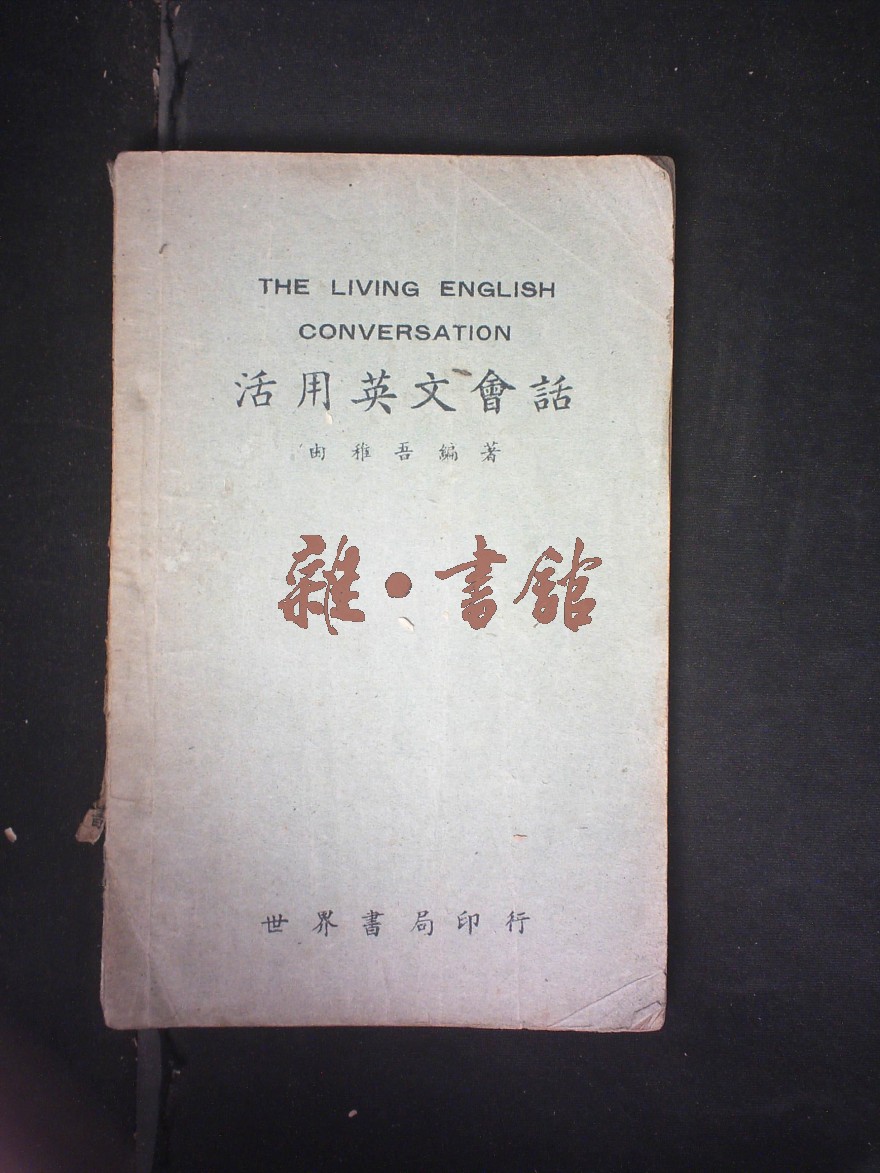 THE LIVING ENGLISH
CONVERSATION
活用英文會話
由稚吾編著
雜·書館
世界書局印行